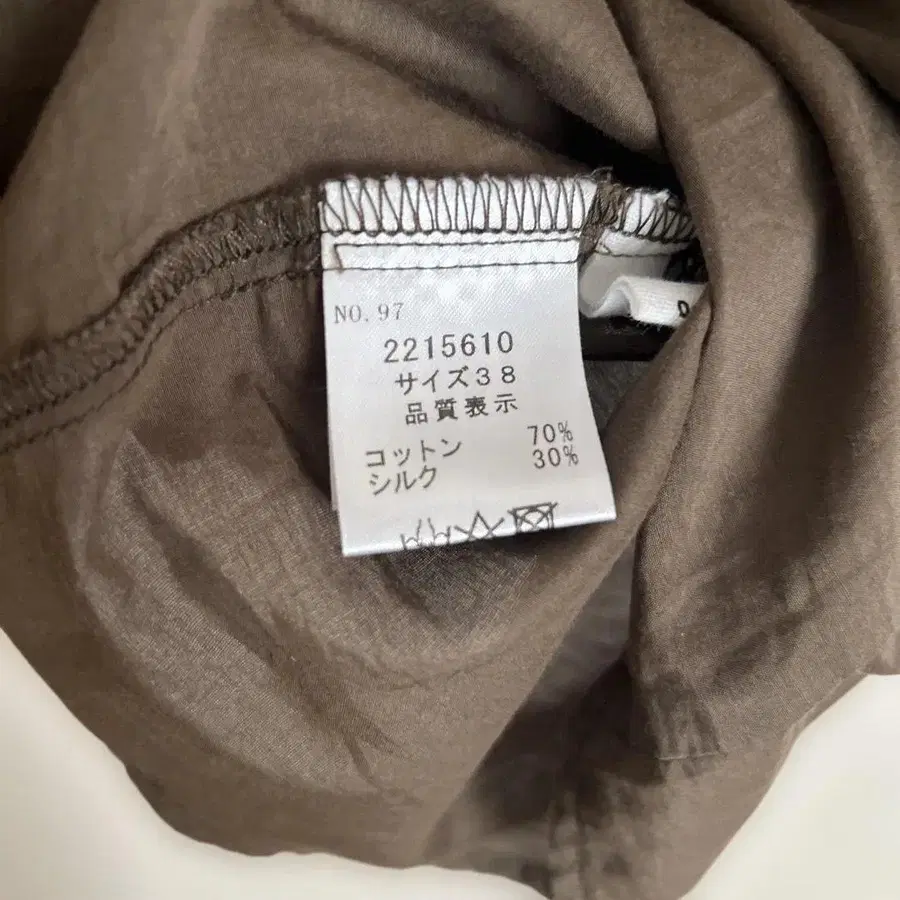 NO. 97
2215610
サイズ38
品質表示
コットン 70%
シルク 30%